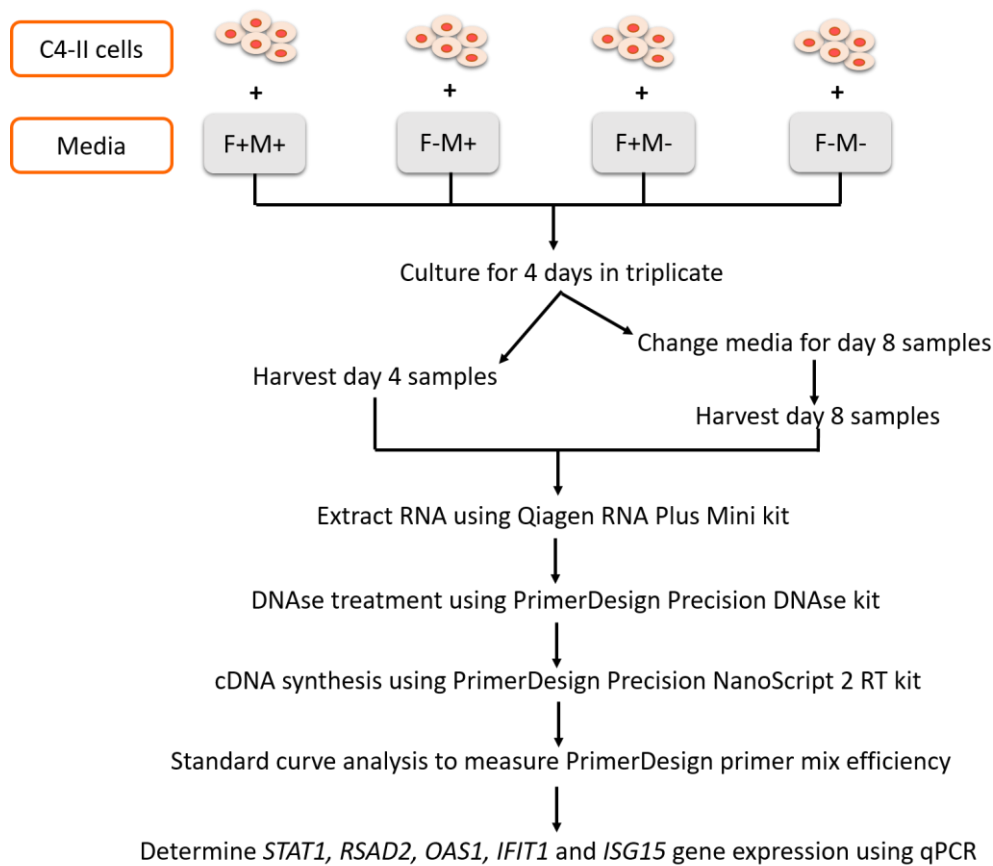 C4-II cells
+ + + +
Media
F+M+ F-M+ F+M- F-M-
Culture for 4 days in triplicate
Change media for day 8 samples
Harvest day 4 samples
Harvest day 8 samples
Extract RNA using Qiagen RNA Plus Mini kit
DNAse treatment using PrimerDesign Precision DNAse kit
cDNA synthesis using PrimerDesign Precision NanoScript 2 RT kit
Standard curve analysis to measure PrimerDesign primer mix efficiency
Determine STAT1, RSAD2, OAS1, IFIT1 and ISG15 gene expression using qPCR